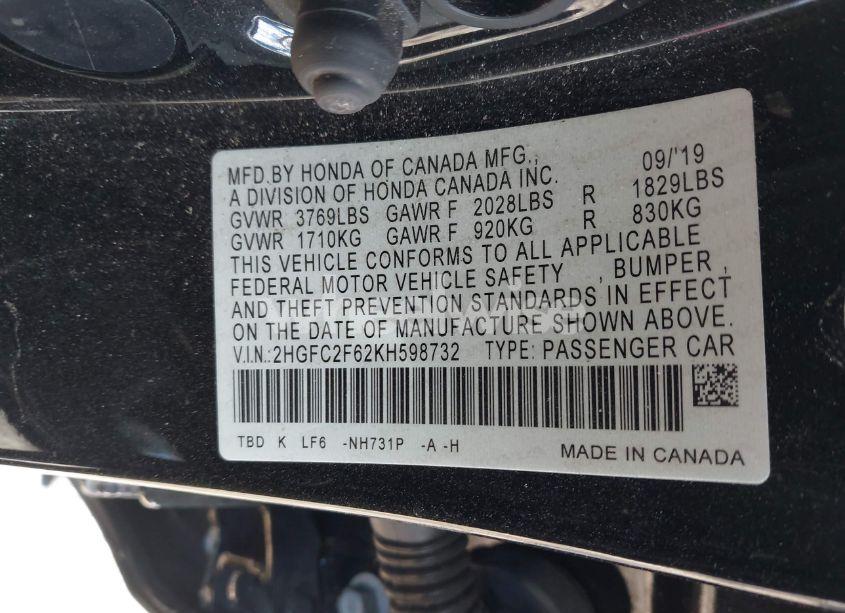 MFD.BY HONDA OF CANADA MFG., 09/'19
A DIVISION OF HONDA CANADA INC.
GVWR 3769LBS GAWR F 2028LBS R 1829LBS
GVWR 1710KG GAWR F 920KG R 830KG
THIS VEHICLE CONFORMS TO ALL APPLICABLE
FEDERAL MOTOR VEHICLE SAFETY , BUMPER ,
AND THEFT PREVENTION STANDARDS IN EFFECT
ON THE DATE OF MANUFACTURE SHOWN ABOVE.
V.I.N.:2HGFC2F62KH598732 TYPE: PASSENGER CAR
TBD K LF6 -NH731P -A -H MADE IN CANADA